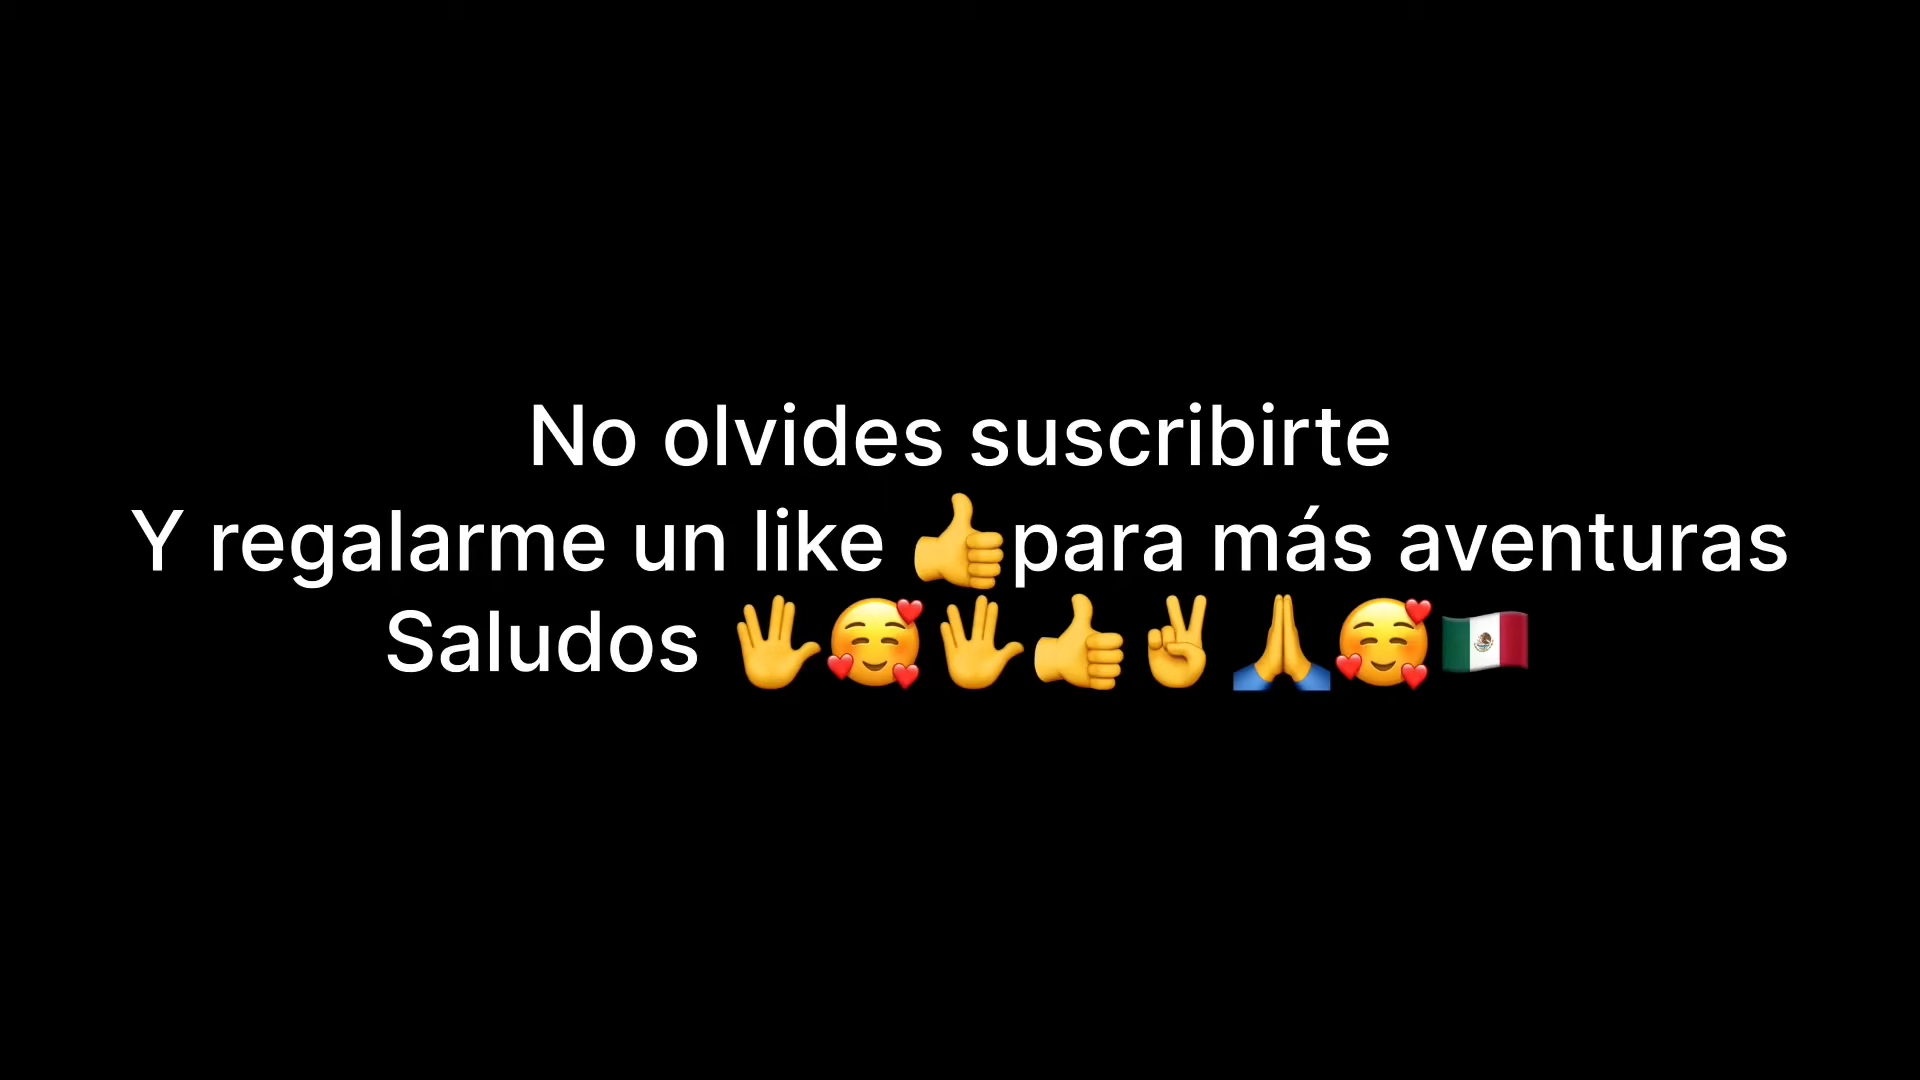 No olvides suscribirte
Y regalarme un like 👍para más aventuras
Saludos 🖖🥰🖖👍✌️🙏🥰🇲🇽